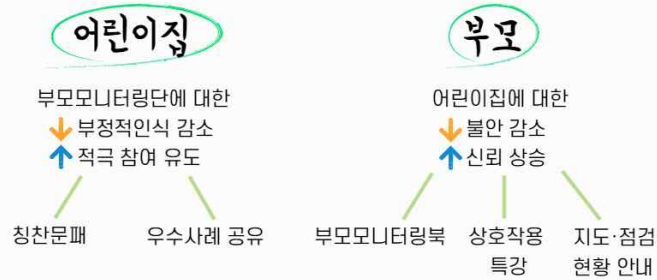 어린이집
부모모니터링단에 대한
부정적인식 감소
적극 참여 유도
칭찬문패
우수사례 공유
부모
어린이집에 대한
불안 감소
신뢰 상승
부모모니터링북
상호작용
특강
지도·점검
현황 안내